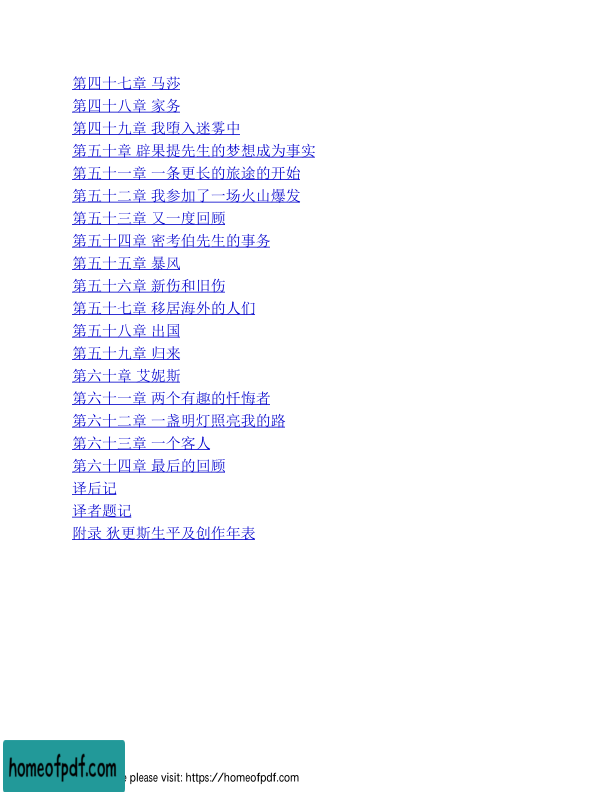 第四十七章 马莎
第四十八章 家务
第四十九章 我堕入迷雾中
第五十章 辟果提先生的梦想成为事实
第五十一章 一条更长的旅途的开始
第五十二章 我参加了一场火山爆发
第五十三章 又一度回顾
第五十四章 密考伯先生的事务
第五十五章 暴风
第五十六章 新伤和旧伤
第五十七章 移居海外的人们
第五十八章 出国
第五十九章 归来
第六十章 艾妮斯
第六十一章 两个有趣的忏悔者
第六十二章 一盏明灯照亮我的路
第六十三章 一个客人
第六十四章 最后的回顾
译后记
译者题记
附录 狄更斯生平及创作年表
homeofpdf.com
please visit: https://homeofpdf.com